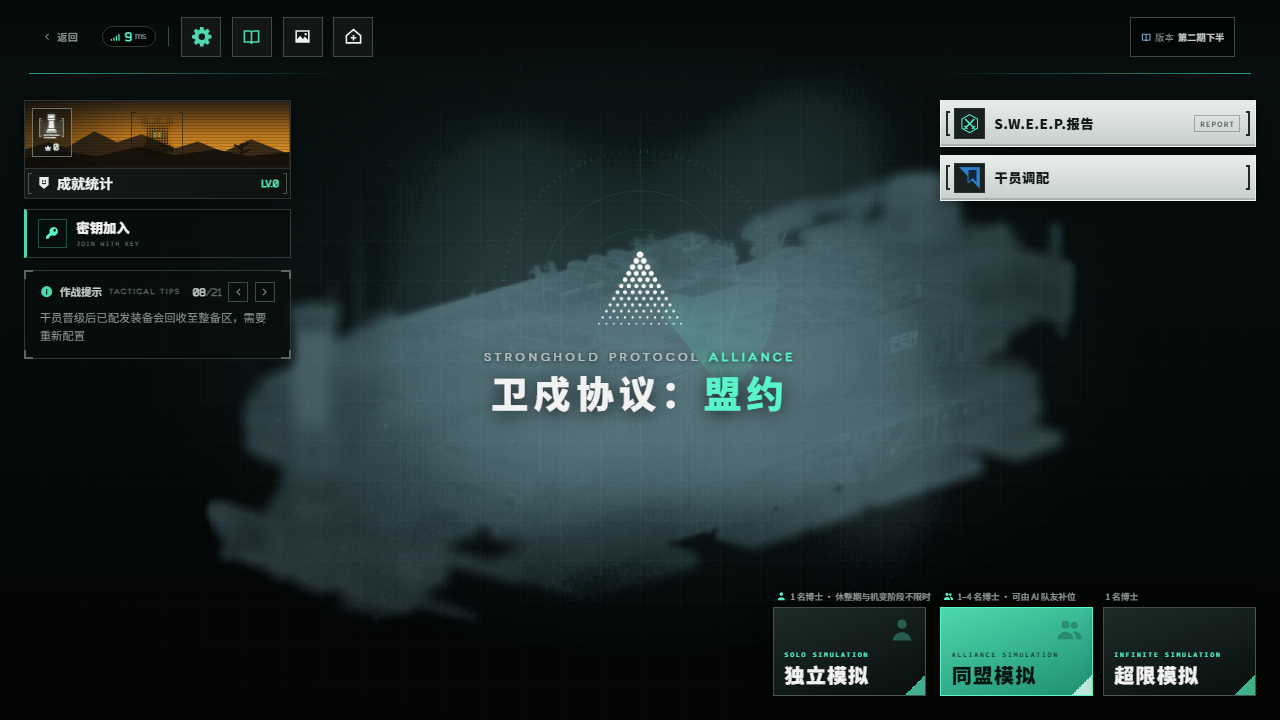 返回
9 ms
版本 第二期下半
0
成就统计
LV.0
密钥加入
JOIN WITH KEY
作战提示 TACTICAL TIPS 08/21
干员晋级后已配发装备会回收至整备区，需要
重新配置
S.W.E.E.P.报告
REPORT
干员调配
STRONGHOLD PROTOCOL ALLIANCE
卫戍协议：盟约
1 名博士 • 休整期与机变阶段不限时
SOLO SIMULATION
独立模拟
1–4 名博士 • 可由 AI 队友补位
ALLIANCE SIMULATION
同盟模拟
1 名博士
INFINITE SIMULATION
超限模拟